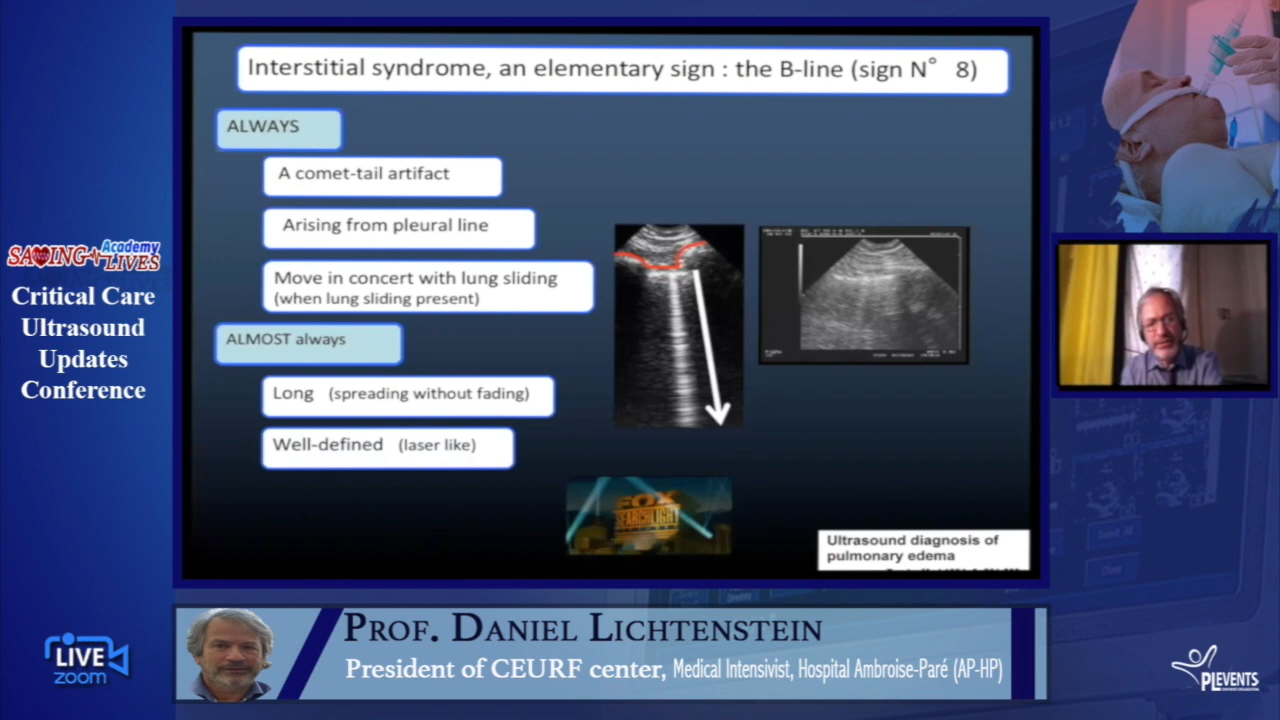 Interstitial syndrome, an elementary sign : the B-line (sign N° 8)
ALWAYS
A comet-tail artifact
Arising from pleural line
Move in concert with lung sliding
(when lung sliding present)
ALMOST always
Long (spreading without fading)
Well-defined (laser like)
FOX
SEARCHLIGHT
Ultrasound diagnosis of
pulmonary edema
SAVING LIVES Academy
Critical Care
Ultrasound
Updates
Conference
LIVE
zoom
PROF. DANIEL LICHTENSTEIN
President of CEURF center, Medical Intensivist, Hospital Ambroise-Paré (AP-HP)
PLEVENTS